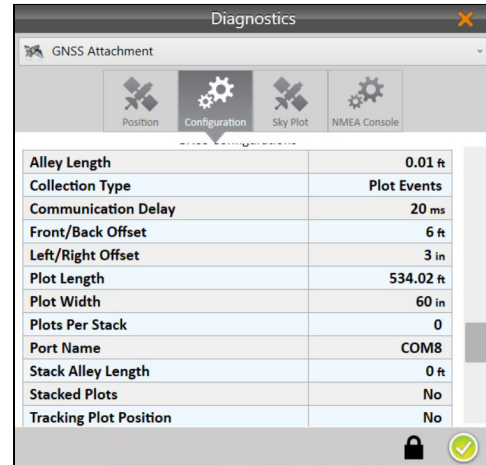 Diagnostics
GNSS Attachment
Position Configuration Sky Plot NMEA Console
Alley Length 0.01 ft
Collection Type Plot Events
Communication Delay 20 ms
Front/Back Offset 6 ft
Left/Right Offset 3 in
Plot Length 534.02 ft
Plot Width 60 in
Plots Per Stack 0
Port Name COM8
Stack Alley Length 0 ft
Stacked Plots No
Tracking Plot Position No